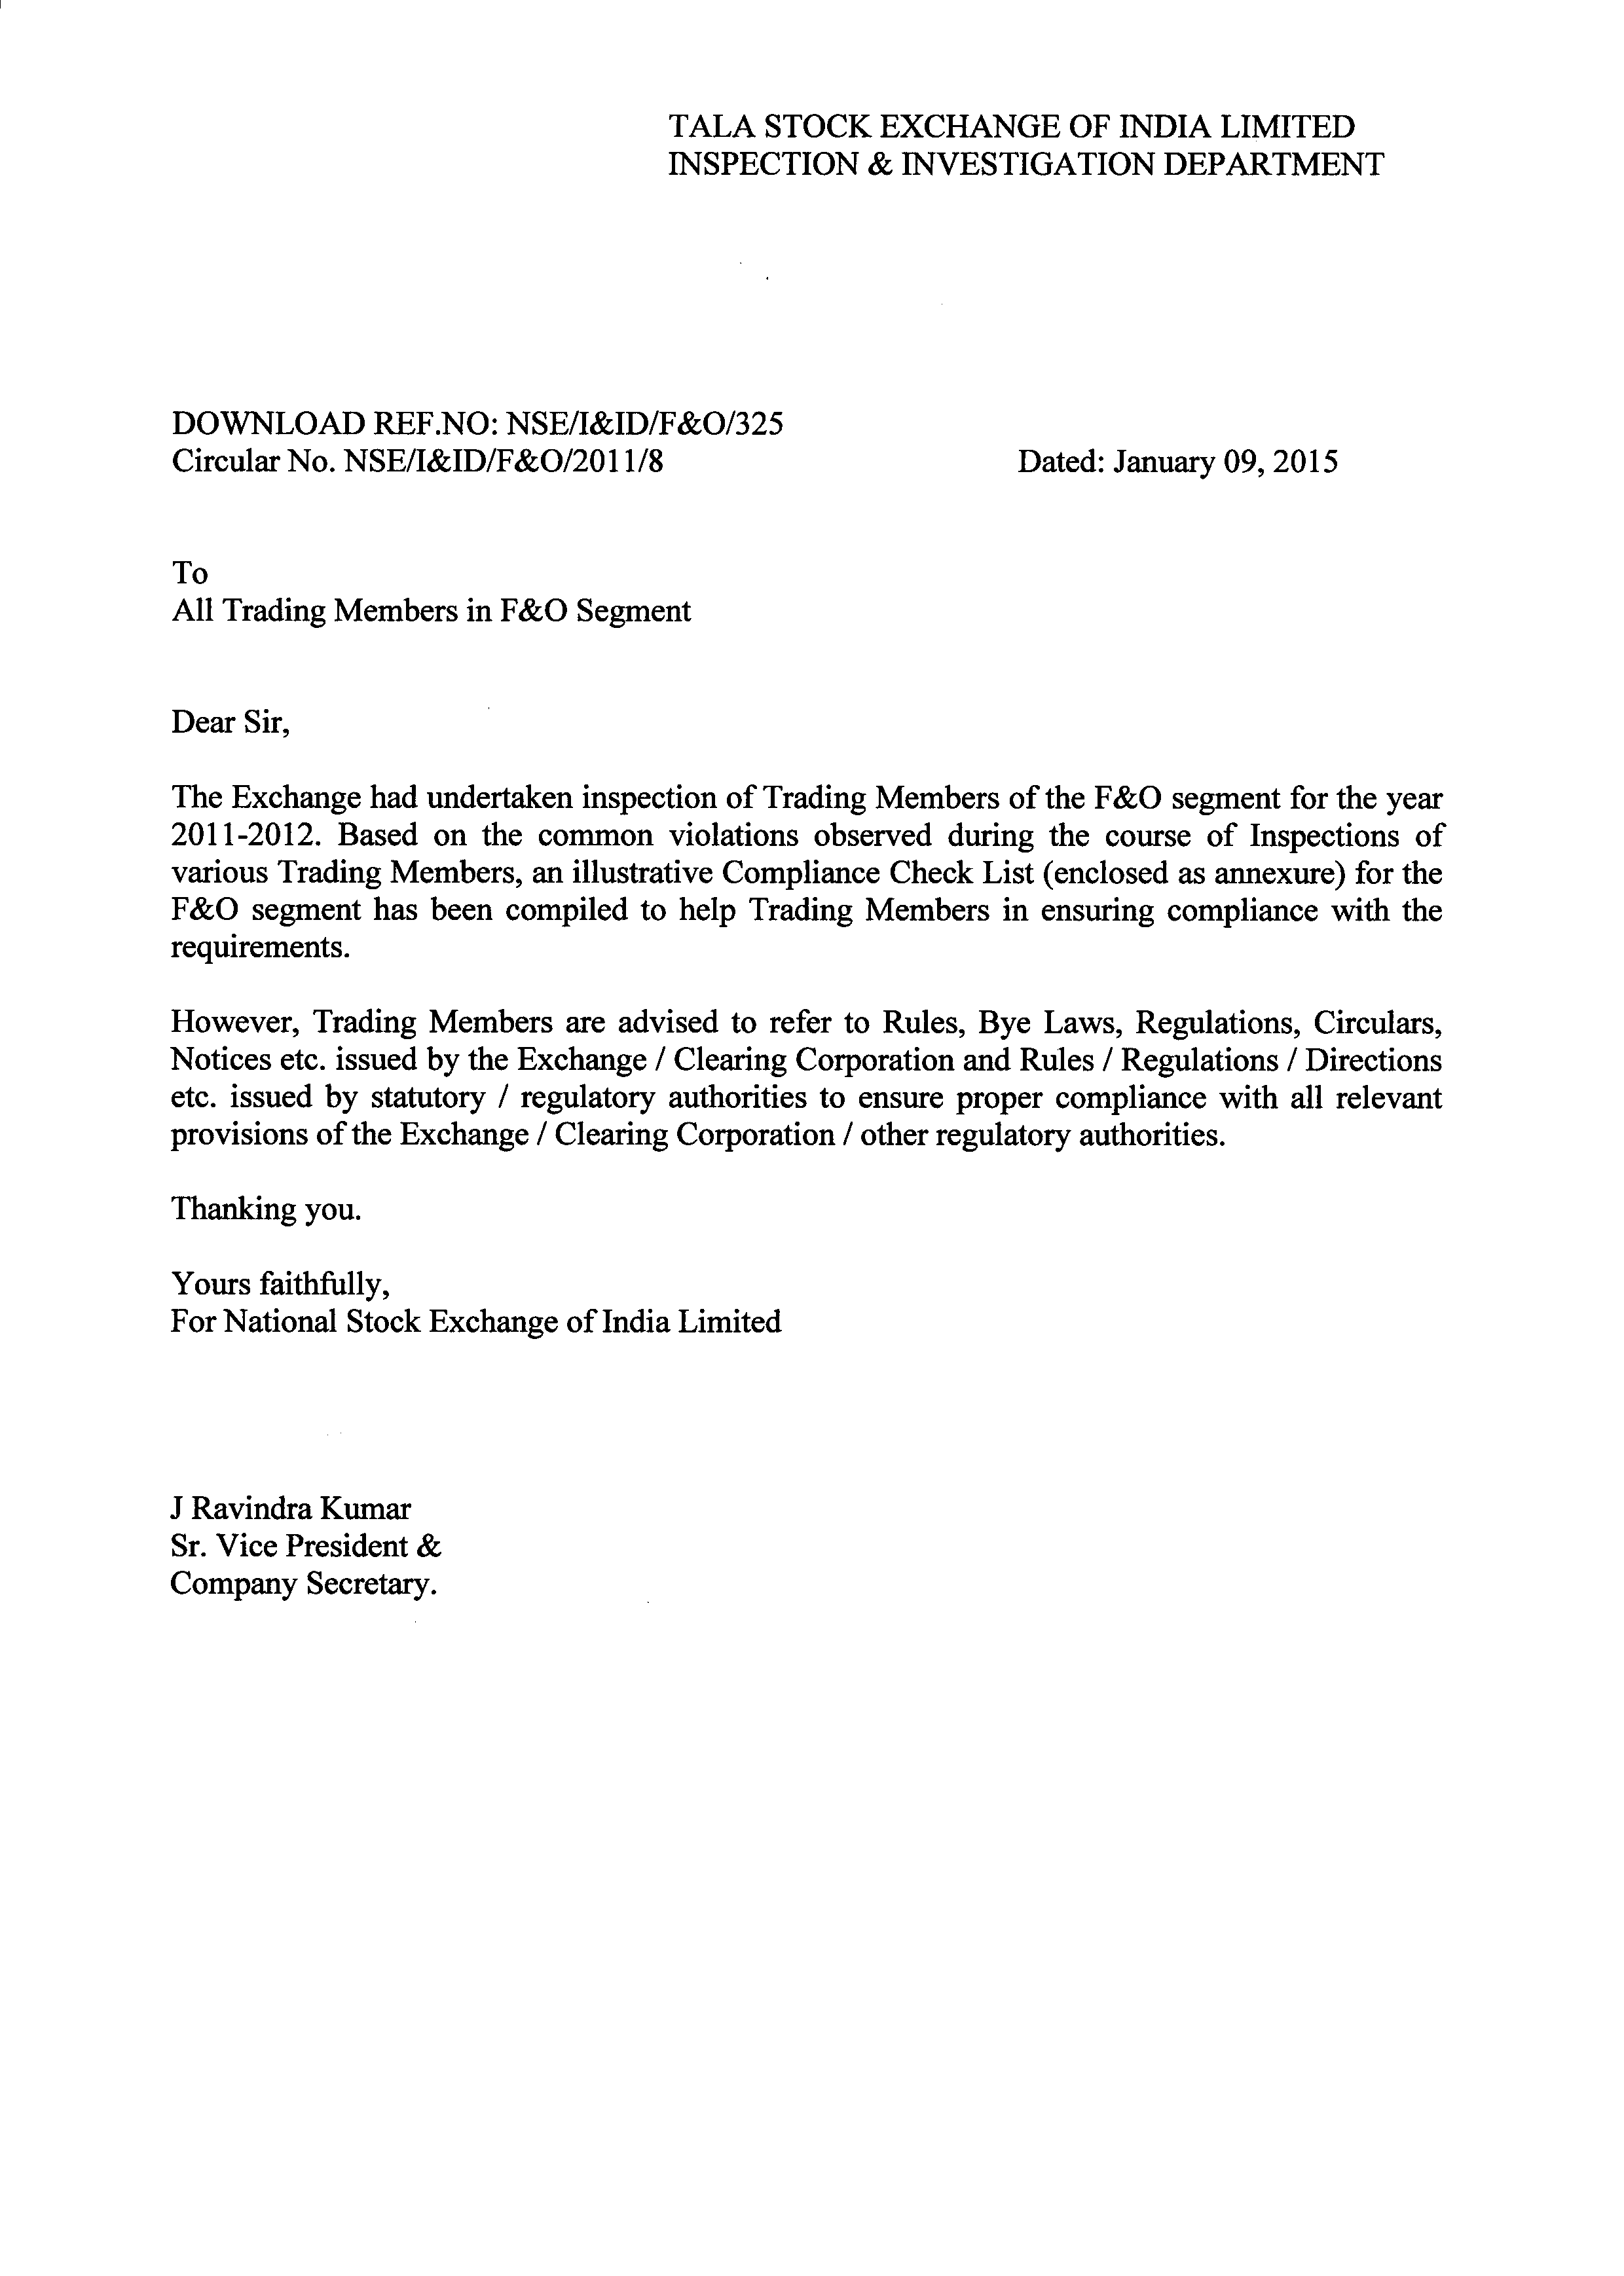 TALA STOCK EXCHANGE OF INDIA LIMITED
INSPECTION & INVESTIGATION DEPARTMENT
DOWNLOAD REF.NO: NSE/I&ID/F&O/325
Circular No. NSE/I&ID/F&O/2011/8 Dated: January 09, 2015
To
All Trading Members in F&O Segment
Dear Sir,
The Exchange had undertaken inspection of Trading Members of the F&O segment for the year
2011-2012. Based on the common violations observed during the course of Inspections of
various Trading Members, an illustrative Compliance Check List (enclosed as annexure) for the
F&O segment has been compiled to help Trading Members in ensuring compliance with the
requirements.
However, Trading Members are advised to refer to Rules, Bye Laws, Regulations, Circulars,
Notices etc. issued by the Exchange / Clearing Corporation and Rules / Regulations / Directions
etc. issued by statutory / regulatory authorities to ensure proper compliance with all relevant
provisions of the Exchange / Clearing Corporation / other regulatory authorities.
Thanking you.
Yours faithfully,
For National Stock Exchange of India Limited
J Ravindra Kumar
Sr. Vice President &
Company Secretary.